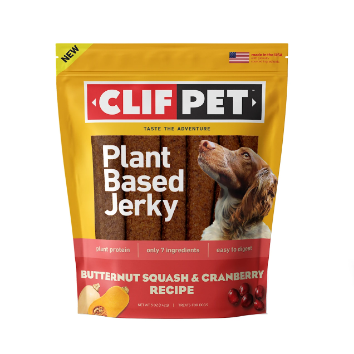 NEW
CLIF PET
TASTE THE ADVENTURE
Plant
Based
Jerky
plant protein
only 7 ingredients
easy to digest
BUTTERNUT SQUASH & CRANBERRY
RECIPE